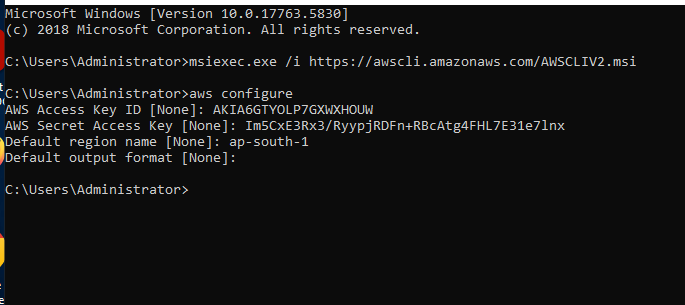 Microsoft Windows [Version 10.0.17763.5830]
(c) 2018 Microsoft Corporation. All rights reserved.
C:\Users\Administrator>msiexec.exe /i https://awscli.amazonaws.com/AWSCLIV2.msi
C:\Users\Administrator>aws configure
AWS Access Key ID [None]: AKIA6GTYOLP7GXWXHOUW
AWS Secret Access Key [None]: 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
Default region name [None]: ap-south-1
Default output format [None]:
C:\Users\Administrator>